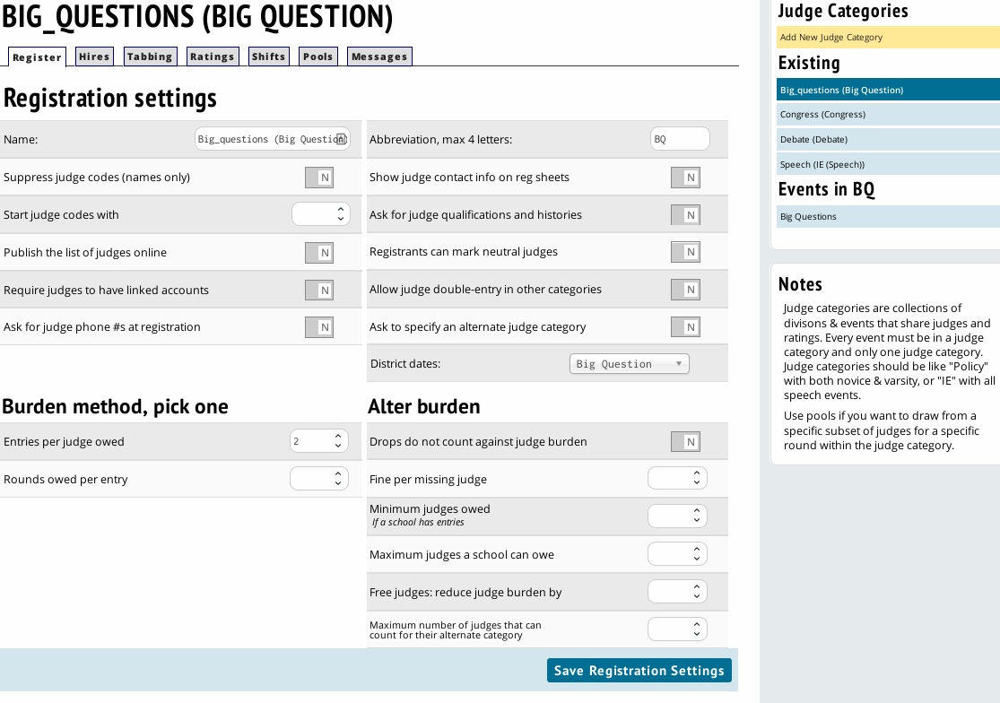 BIG_QUESTIONS (BIG QUESTION)
Register
Hires
Tabbing
Ratings
Shifts
Pools
Messages
Registration settings
Name:
Big_questions (Big Question)
Abbreviation, max 4 letters:
BQ
Suppress judge codes (names only)
N
Show judge contact info on reg sheets
N
Start judge codes with
Ask for judge qualifications and histories
N
Publish the list of judges online
N
Registrants can mark neutral judges
N
Require judges to have linked accounts
N
Allow judge double-entry in other categories
N
Ask for judge phone #s at registration
N
Ask to specify an alternate judge category
N
District dates:
Big Question
Burden method, pick one
Entries per judge owed
2
Rounds owed per entry
Alter burden
Drops do not count against judge burden
N
Fine per missing judge
Minimum judges owed
If a school has entries
Maximum judges a school can owe
Free judges: reduce judge burden by
Maximum number of judges that can
count for their alternate category
Save Registration Settings
Judge Categories
Add New Judge Category
Existing
Big_questions (Big Question)
Congress (Congress)
Debate (Debate)
Speech (IE (Speech))
Events in BQ
Big Questions
Notes
Judge categories are collections of
divisons & events that share judges and
ratings. Every event must be in a judge
category and only one judge category.
Judge categories should be like "Policy"
with both novice & varsity, or "IE" with all
speech events.
Use pools if you want to draw from a
specific subset of judges for a specific
round within the judge category.